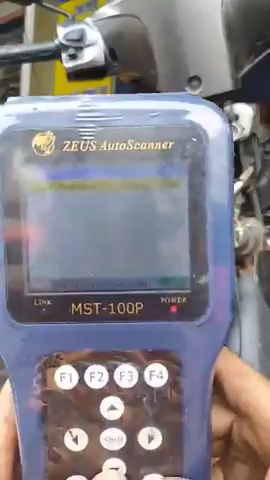 ZEUS AutoScanner
LINK
POWER
MST-100P
F1 F2 F3 F4
Shift